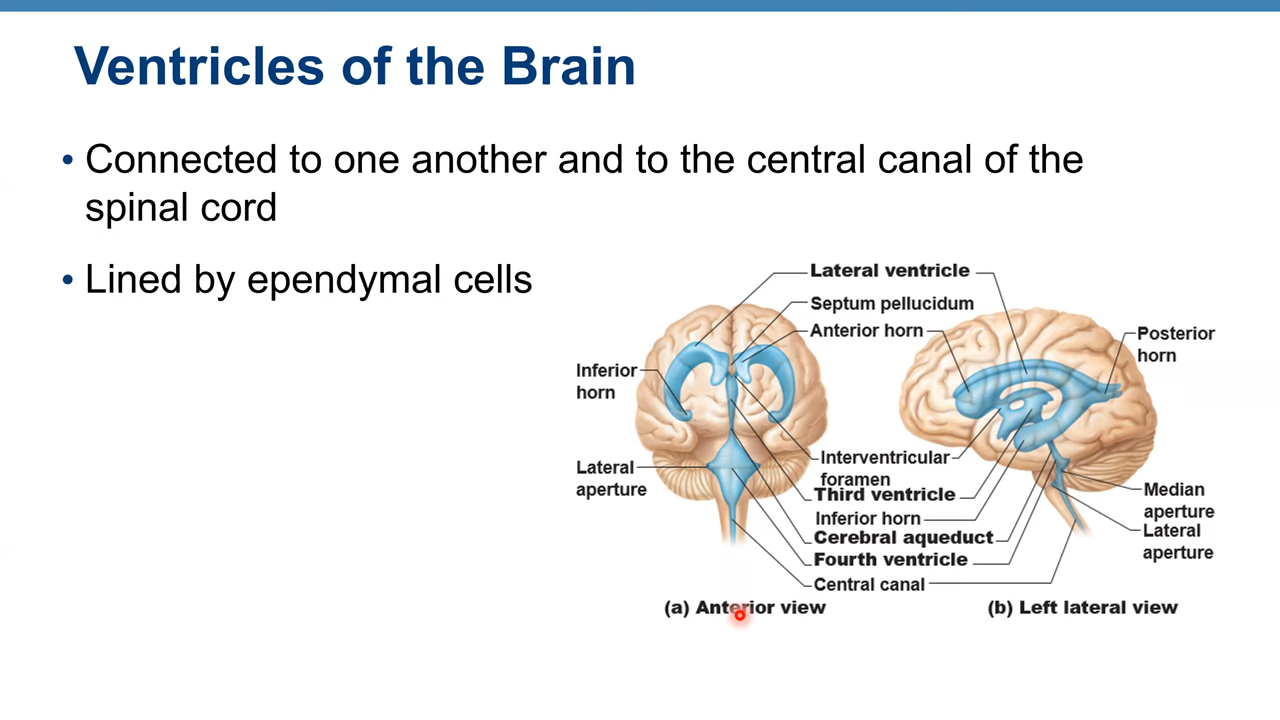 Ventricles of the Brain
• Connected to one another and to the central canal of the
spinal cord
• Lined by ependymal cells
Lateral ventricle
Septum pellucidum
Anterior horn
Posterior
horn
Inferior
horn
Lateral
aperture
Interventricular
foramen
Third ventricle
Inferior horn
Cerebral aqueduct
Fourth ventricle
Central canal
Median
aperture
Lateral
aperture
(a) Anterior view
(b) Left lateral view